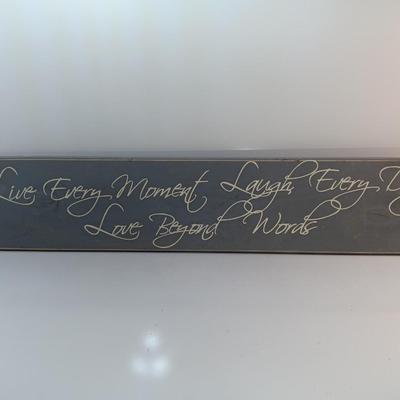 Live Every Moment, Laugh Every D
Love Beyond Words